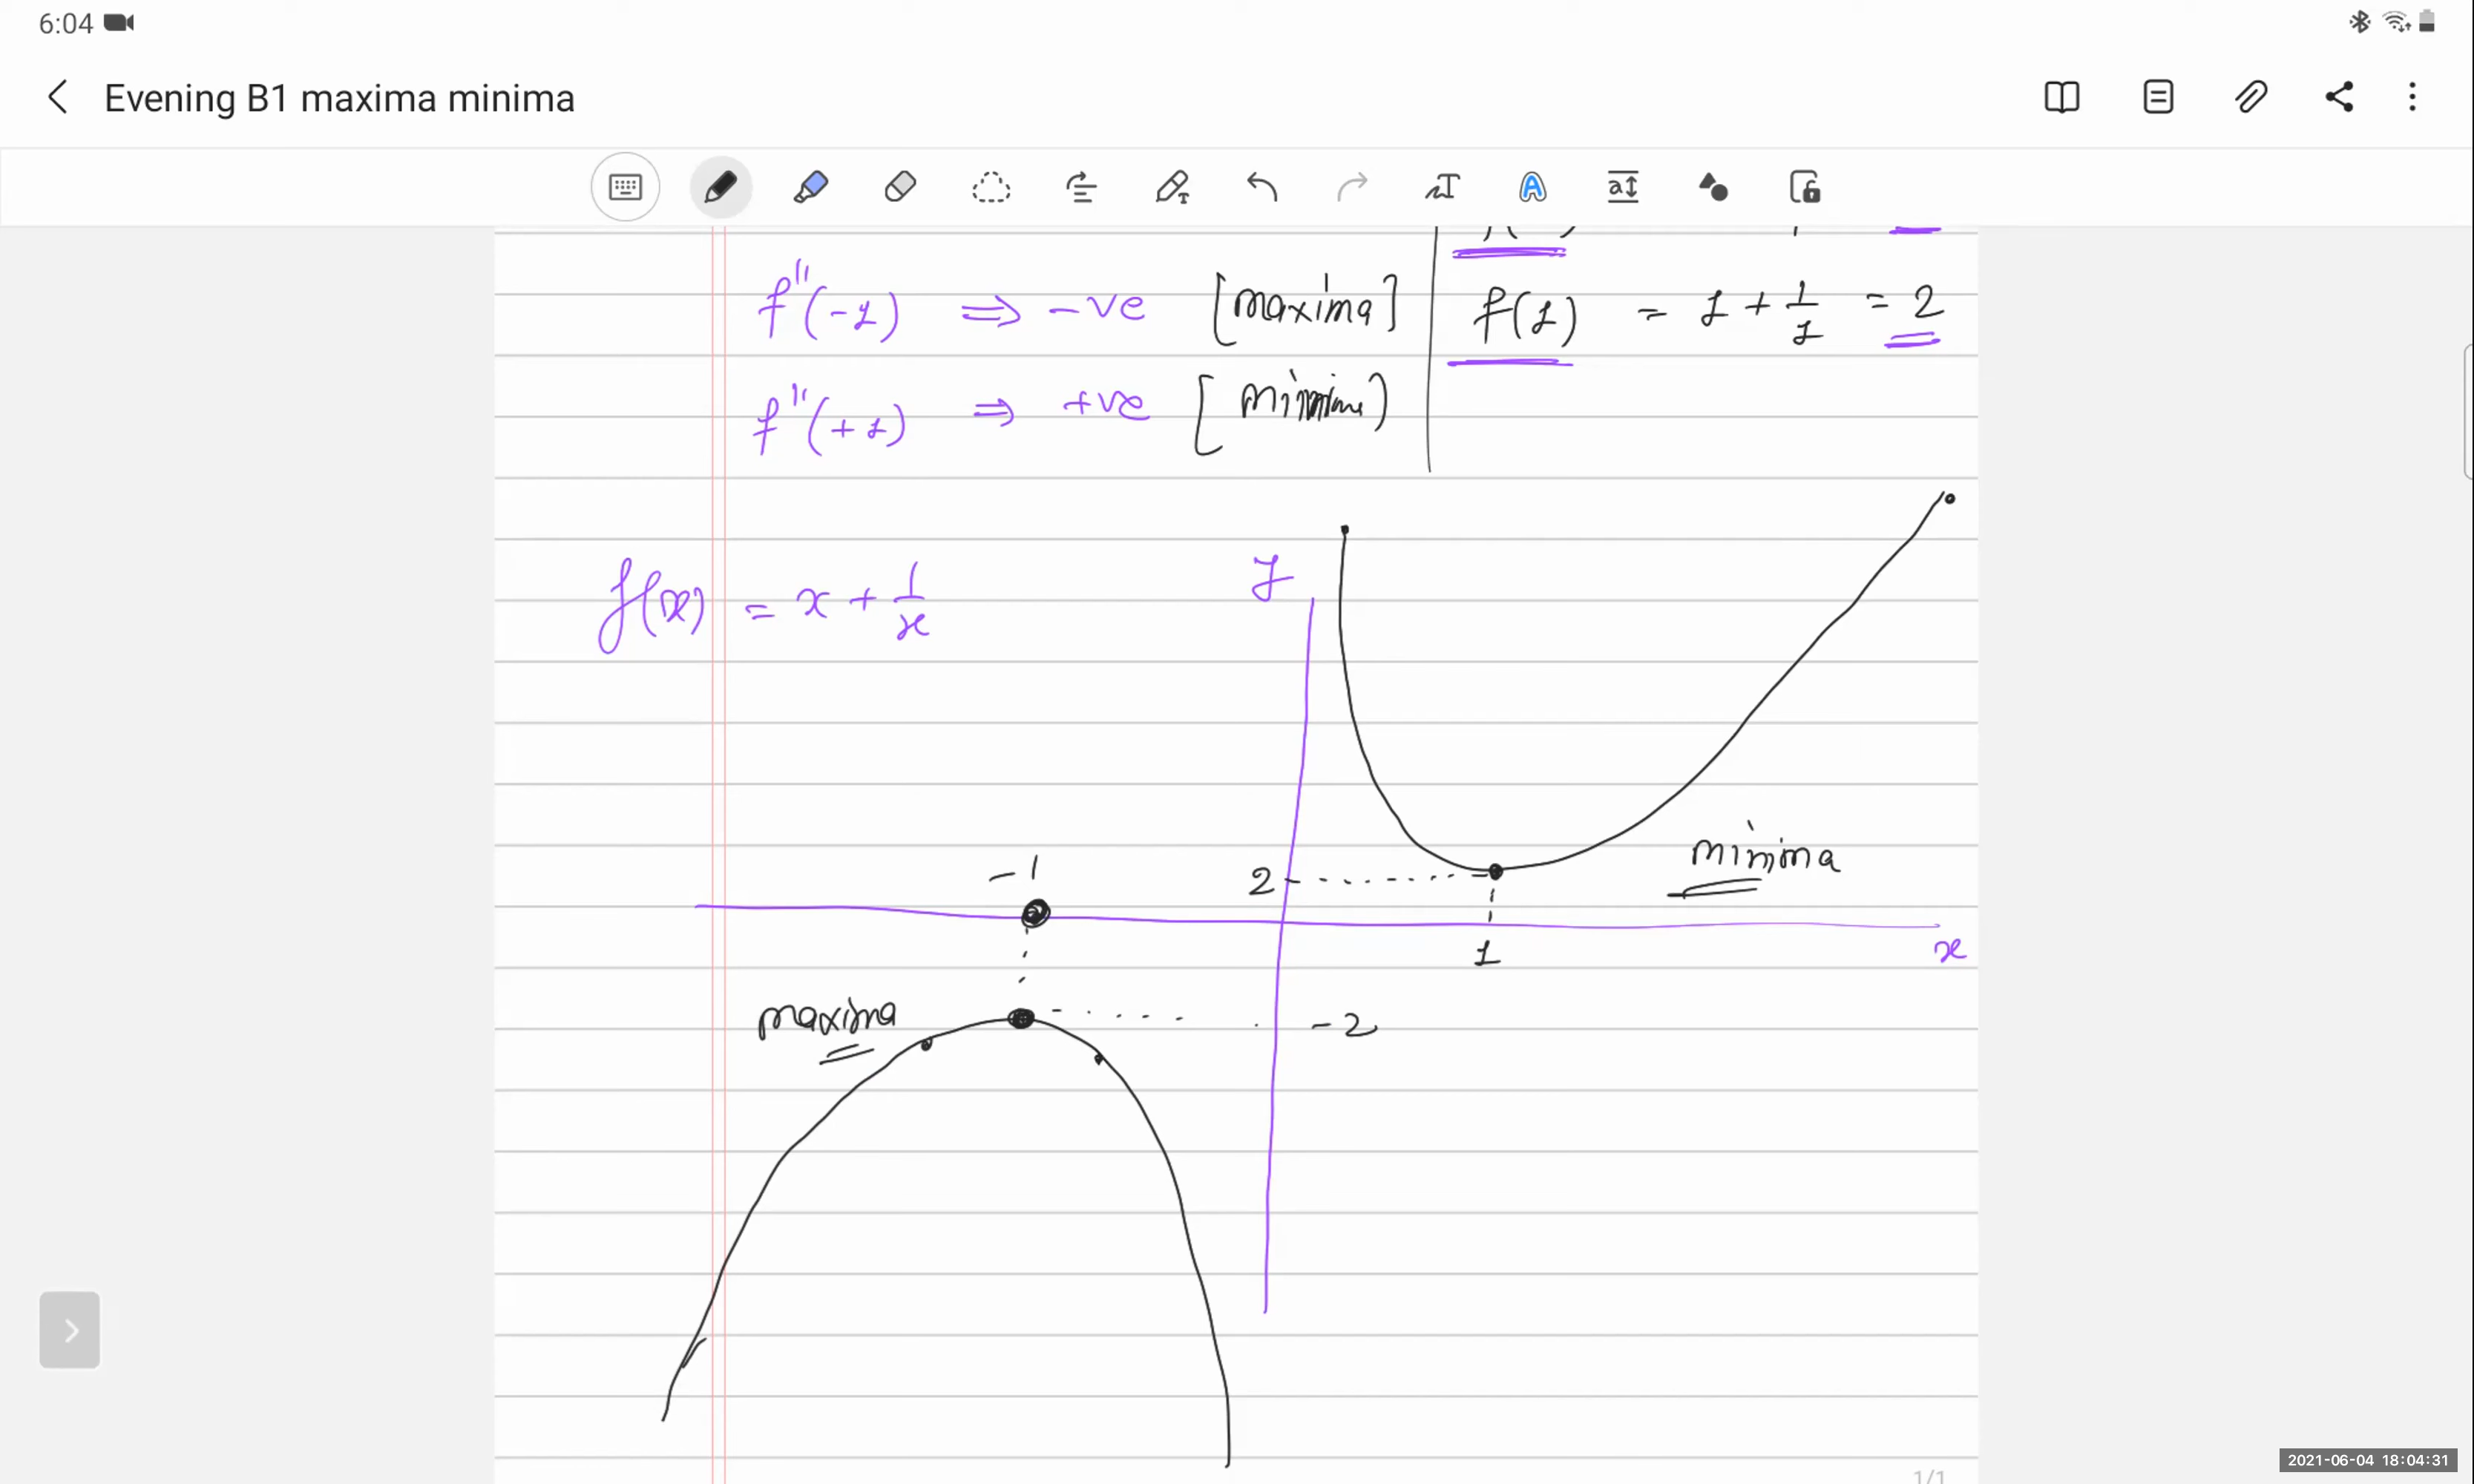 6:04
Evening B1 maxima minima
f''(-1) ⇒ -ve [maxima]
f(1) = 1 + 1/1 = 2
f''(+1) ⇒ +ve [minima)
f(x) = x + 1/x
y
minima
-1
2
1
x
maxima
-2
2021-06-04 18:04:31
1/1